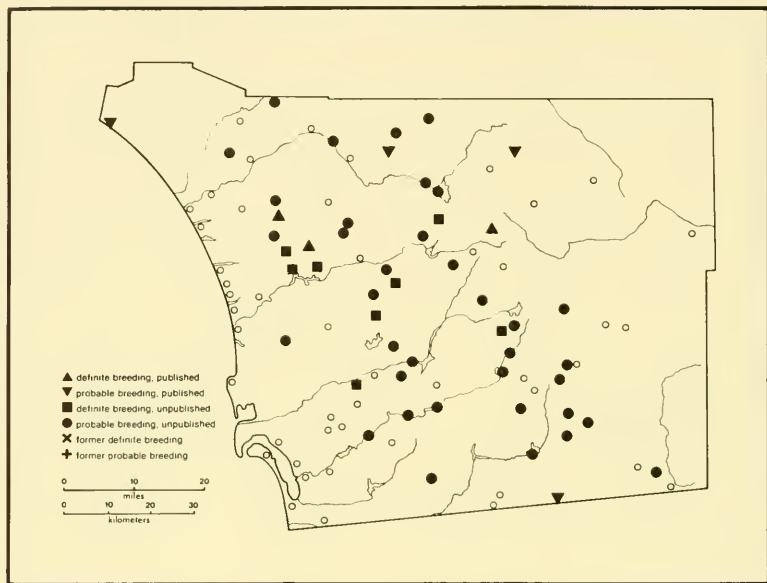 definite breeding, published
probable breeding, published
definite breeding, unpublished
probable breeding, unpublished
former definite breeding
former probable breeding
0 20
miles
0 10 20 30
kilometers